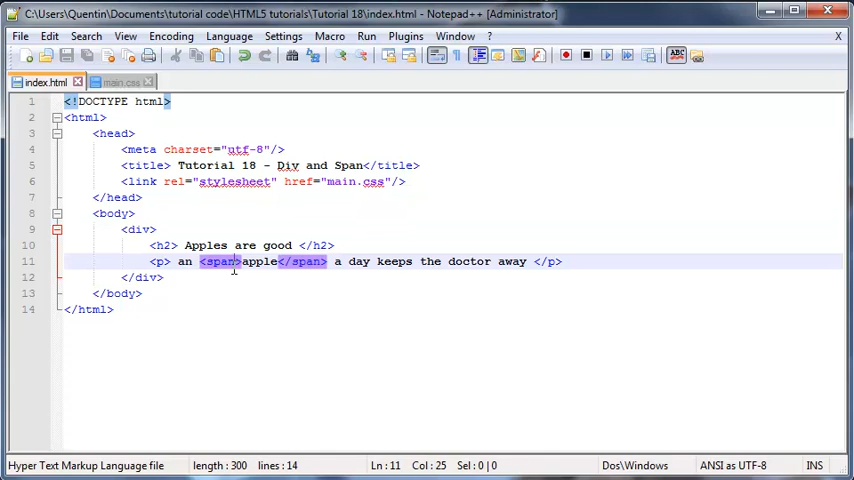 C:\Users\Quentin\Documents\tutorial code\HTML5 tutorials\Tutorial 18\index.html - Notepad++ [Administrator]
File Edit Search View Encoding Language Settings Macro Run Plugins Window ? X
index.html main.css
1 <!DOCTYPE html>
2 <html>
3 <head>
4 <meta charset="utf-8"/>
5 <title> Tutorial 18 - Div and Span</title>
6 <link rel="stylesheet" href="main.css"/>
7 </head>
8 <body>
9 <div>
10 <h2> Apples are good </h2>
11 <p> an <span>apple</span> a day keeps the doctor away </p>
12 </div>
13 </body>
14 </html>
Hyper Text Markup Language file length : 300 lines : 14 Ln : 11 Col : 25 Sel : 0 | 0 Dos\Windows ANSI as UTF-8 INS